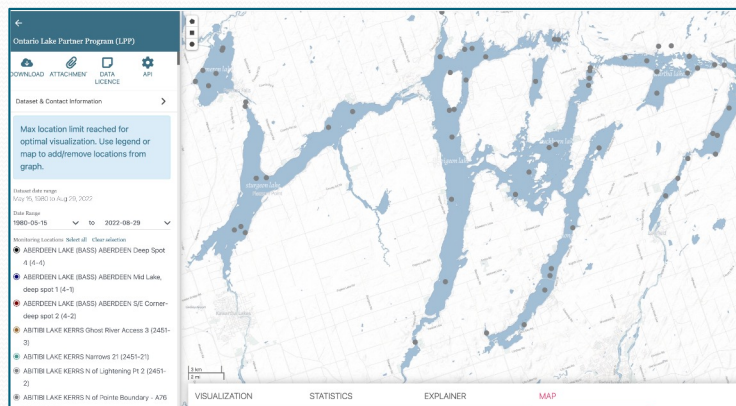 ←
Ontario Lake Partner Program (LPP)
DOWNLOAD ATTACHMENT DATA LICENCE API
Dataset & Contact Information >
Max location limit reached for
optimal visualization. Use legend or
map to add/remove locations from
graph.
Dataset date range
May 15, 1980 to Aug 29, 2022
Date Range
1980-05-15 to 2022-08-29
Monitoring Locations Select all Clear selection
ABERDEEN LAKE (BASS) ABERDEEN Deep Spot
4 (4-4)
ABERDEEN LAKE (BASS) ABERDEEN Mid Lake,
deep spot 1 (4-1)
ABERDEEN LAKE (BASS) ABERDEEN S/E Corner-
deep spot 2 (4-2)
ABITIBI LAKE KERRS Ghost River Access 3 (2451-
3)
ABITIBI LAKE KERRS Narrows 21 (2451-21)
ABITIBI LAKE KERRS N of Lightening Pt 2 (2451-
2)
ABITIBI LAKE KERRS N of Pointe Boundary - A76
3 km
2 mi
VISUALIZATION STATISTICS EXPLAINER MAP